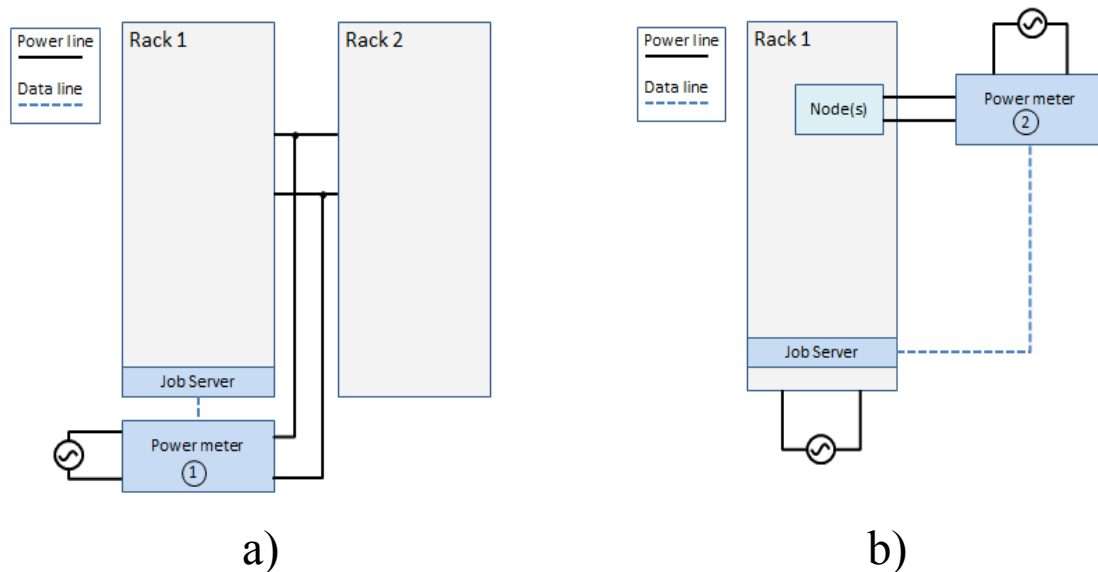 Power line
Data line
Rack 1
Rack 2
Job Server
Power meter
1
a)
Power line
Data line
Rack 1
Node(s)
Power meter
2
Job Server
b)